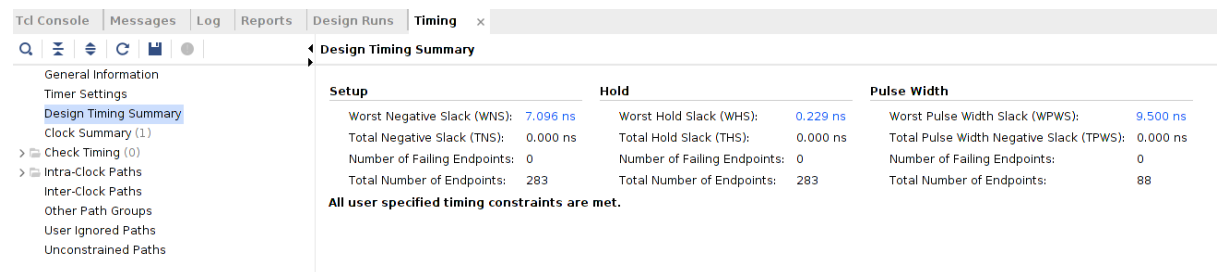 Tcl Console Messages Log Reports Design Runs Timing ×
Design Timing Summary
General Information
Timer Settings
Design Timing Summary
Clock Summary (1)
Check Timing (0)
Intra-Clock Paths
Inter-Clock Paths
Other Path Groups
User Ignored Paths
Unconstrained Paths
Setup Hold Pulse Width
Worst Negative Slack (WNS): 7.096 ns Worst Hold Slack (WHS): 0.229 ns Worst Pulse Width Slack (WPWS): 9.500 ns
Total Negative Slack (TNS): 0.000 ns Total Hold Slack (THS): 0.000 ns Total Pulse Width Negative Slack (TPWS): 0.000 ns
Number of Failing Endpoints: 0 Number of Failing Endpoints: 0 Number of Failing Endpoints: 0
Total Number of Endpoints: 283 Total Number of Endpoints: 283 Total Number of Endpoints: 88
All user specified timing constraints are met.